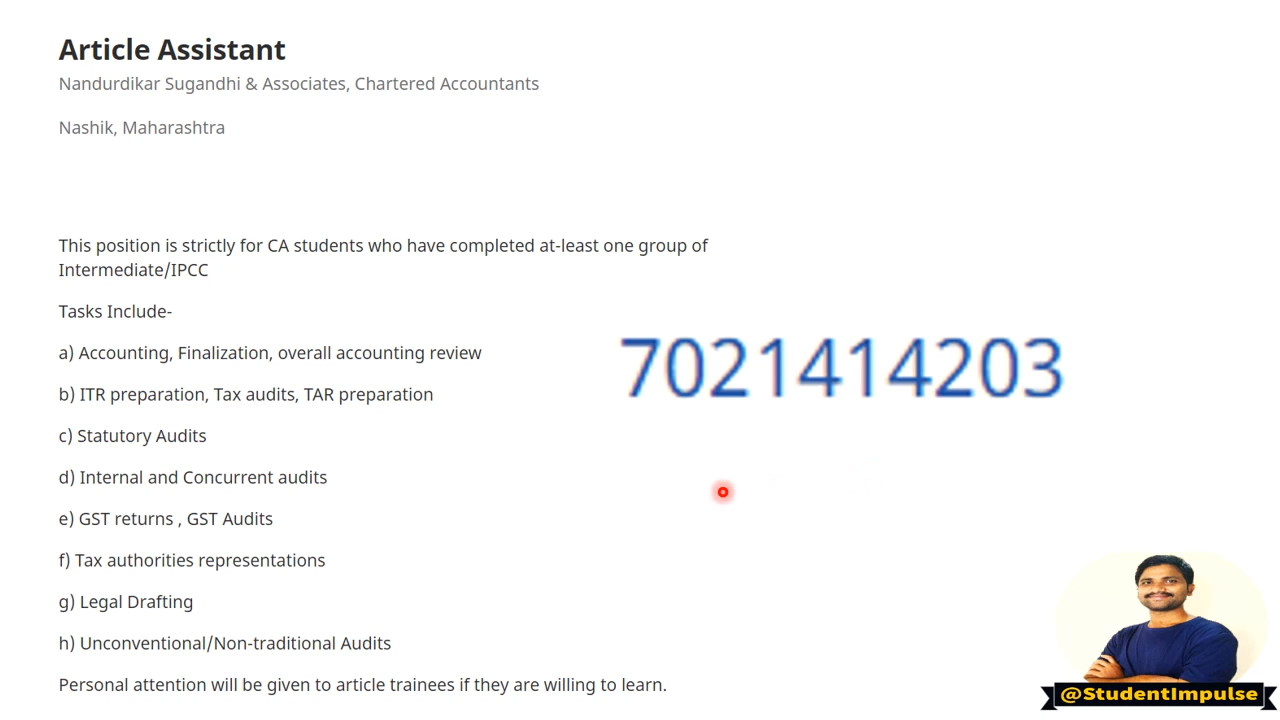 Article Assistant
Nandurdikar Sugandhi & Associates, Chartered Accountants
Nashik, Maharashtra
This position is strictly for CA students who have completed at-least one group of
Intermediate/IPCC
Tasks Include-
a) Accounting, Finalization, overall accounting review
b) ITR preparation, Tax audits, TAR preparation
c) Statutory Audits
d) Internal and Concurrent audits
e) GST returns , GST Audits
f) Tax authorities representations
g) Legal Drafting
h) Unconventional/Non-traditional Audits
Personal attention will be given to article trainees if they are willing to learn.
7021414203
@StudentImpulse